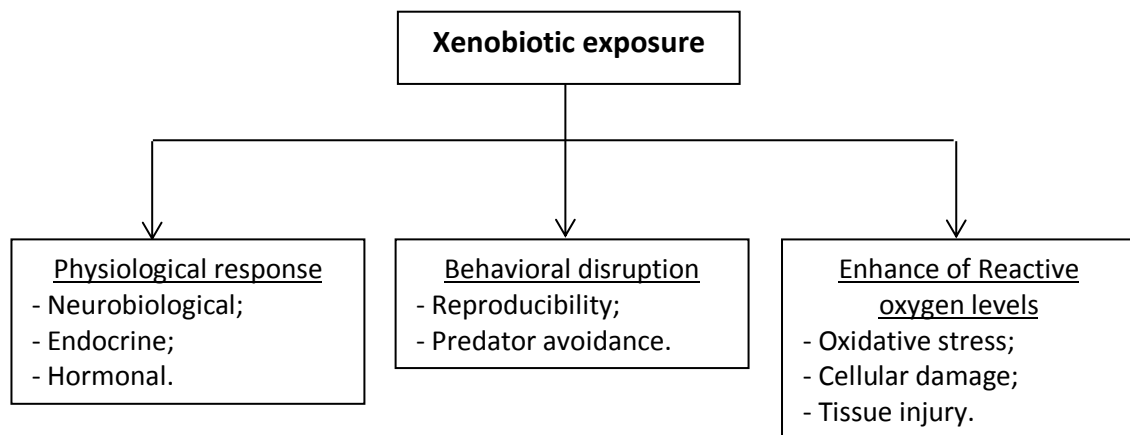 Xenobiotic exposure
Physiological response
- Neurobiological;
- Endocrine;
- Hormonal.
Behavioral disruption
- Reproducibility;
- Predator avoidance.
Enhance of Reactive
oxygen levels
- Oxidative stress;
- Cellular damage;
- Tissue injury.